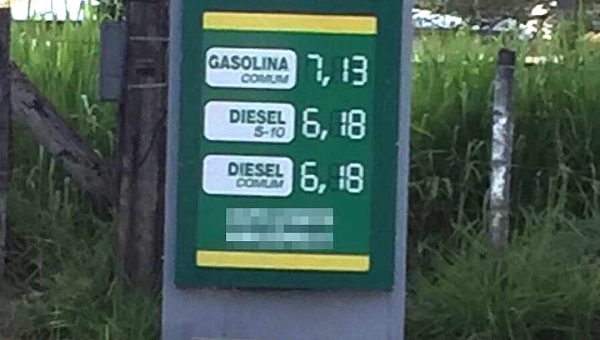 GASOLINA 7,13
COMUM
DIESEL 6,18
S-10
DIESEL 6,18
COMUM